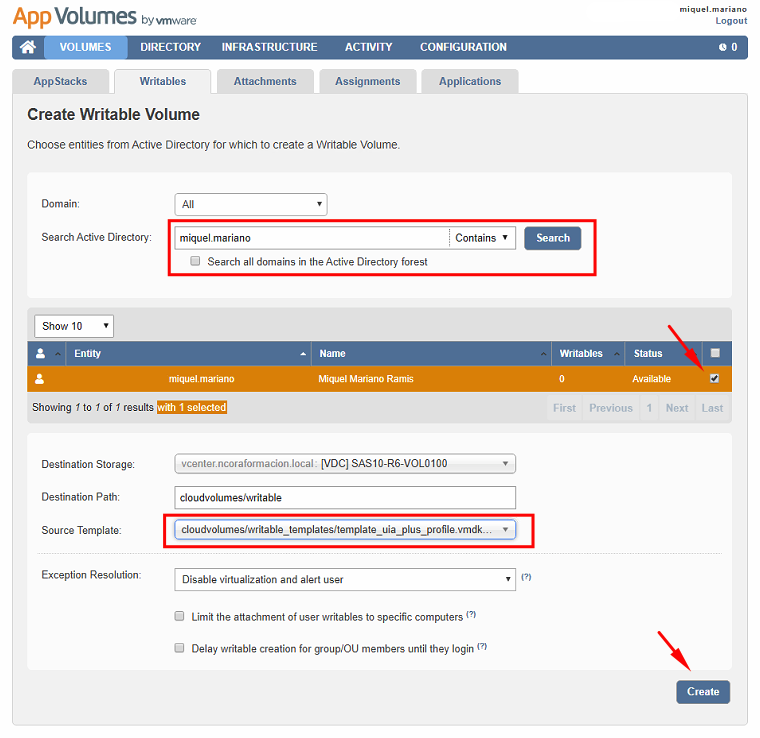 App Volumes by vmware
miquel.mariano
Logout
VOLUMES DIRECTORY INFRASTRUCTURE ACTIVITY CONFIGURATION 0
AppStacks Writables Attachments Assignments Applications
Create Writable Volume
Choose entities from Active Directory for which to create a Writable Volume.
Domain: All
Search Active Directory: miquel.mariano Contains Search
Search all domains in the Active Directory forest
Show 10
Entity Name Writables Status
miquel.mariano Miquel Mariano Ramis 0 Available
Showing 1 to 1 of 1 results with 1 selected First Previous 1 Next Last
Destination Storage: vcenter.ncoraformacion.local: [VDC] SAS10-R6-VOL0100
Destination Path: cloudvolumes/writable
Source Template: cloudvolumes/writable_templates/template_uia_plus_profile.vmdk...
Exception Resolution: Disable virtualization and alert user (?)
Limit the attachment of user writables to specific computers (?)
Delay writable creation for group/OU members until they login (?)
Create